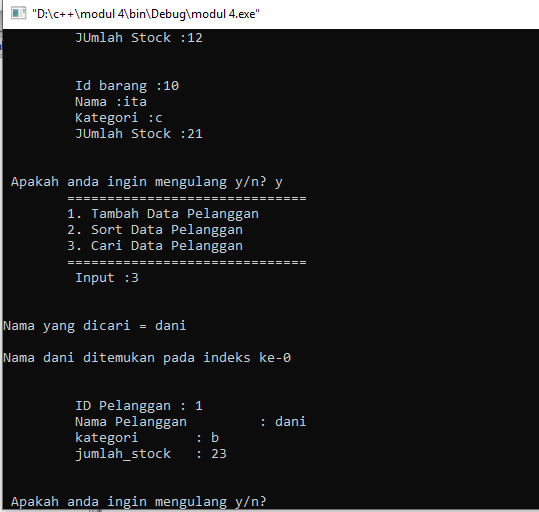 "D:\c++\modul 4\bin\Debug\modul 4.exe"
JUmlah Stock :12
Id barang :10
Nama :ita
Kategori :c
JUmlah Stock :21
Apakah anda ingin mengulang y/n? y
==============================
1. Tambah Data Pelanggan
2. Sort Data Pelanggan
3. Cari Data Pelanggan
==============================
Input :3
Nama yang dicari = dani
Nama dani ditemukan pada indeks ke-0
ID Pelanggan : 1
Nama Pelanggan         : dani
kategori       : b
jumlah_stock   : 23
Apakah anda ingin mengulang y/n?